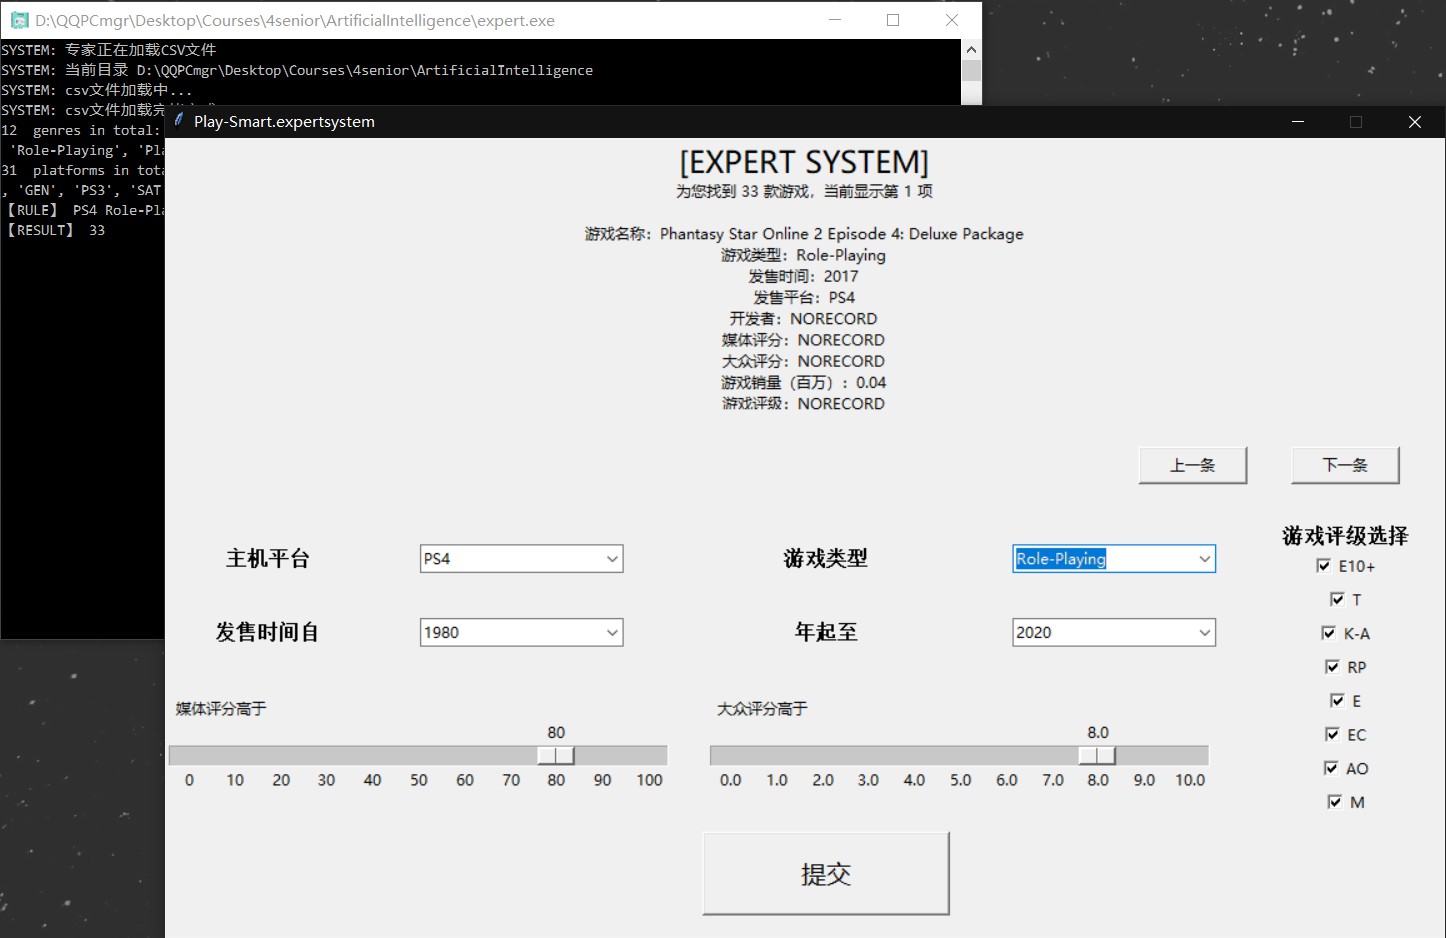 D:\QQPCmgr\Desktop\Courses\4senior\ArtificialIntelligence\expert.exe
SYSTEM: 专家正在加载CSV文件
SYSTEM: 当前目录 D:\QQPCmgr\Desktop\Courses\4senior\ArtificialIntelligence
SYSTEM: csv文件加载中...
SYSTEM: csv文件加载
12 genres in total:
'Role-Playing', 'Pl
31 platforms in tot
, 'GEN', 'PS3', 'SAT
【RULE】 PS4 Role-Pl
【RESULT】 33
Play-Smart.expertsystem
[EXPERT SYSTEM]
为您找到 33 款游戏，当前显示第 1 项
游戏名称：Phantasy Star Online 2 Episode 4: Deluxe Package
游戏类型：Role-Playing
发售时间：2017
发售平台：PS4
开发者：NORECORD
媒体评分：NORECORD
大众评分：NORECORD
游戏销量（百万）：0.04
游戏评级：NORECORD
上一条 下一条
主机平台 PS4 游戏类型 Role-Playing
发售时间自 1980 年起至 2020
游戏评级选择
E10+
T
K-A
RP
E
EC
AO
M
媒体评分高于
80
0 10 20 30 40 50 60 70 80 90 100
大众评分高于
8.0
0.0 1.0 2.0 3.0 4.0 5.0 6.0 7.0 8.0 9.0 10.0
提交